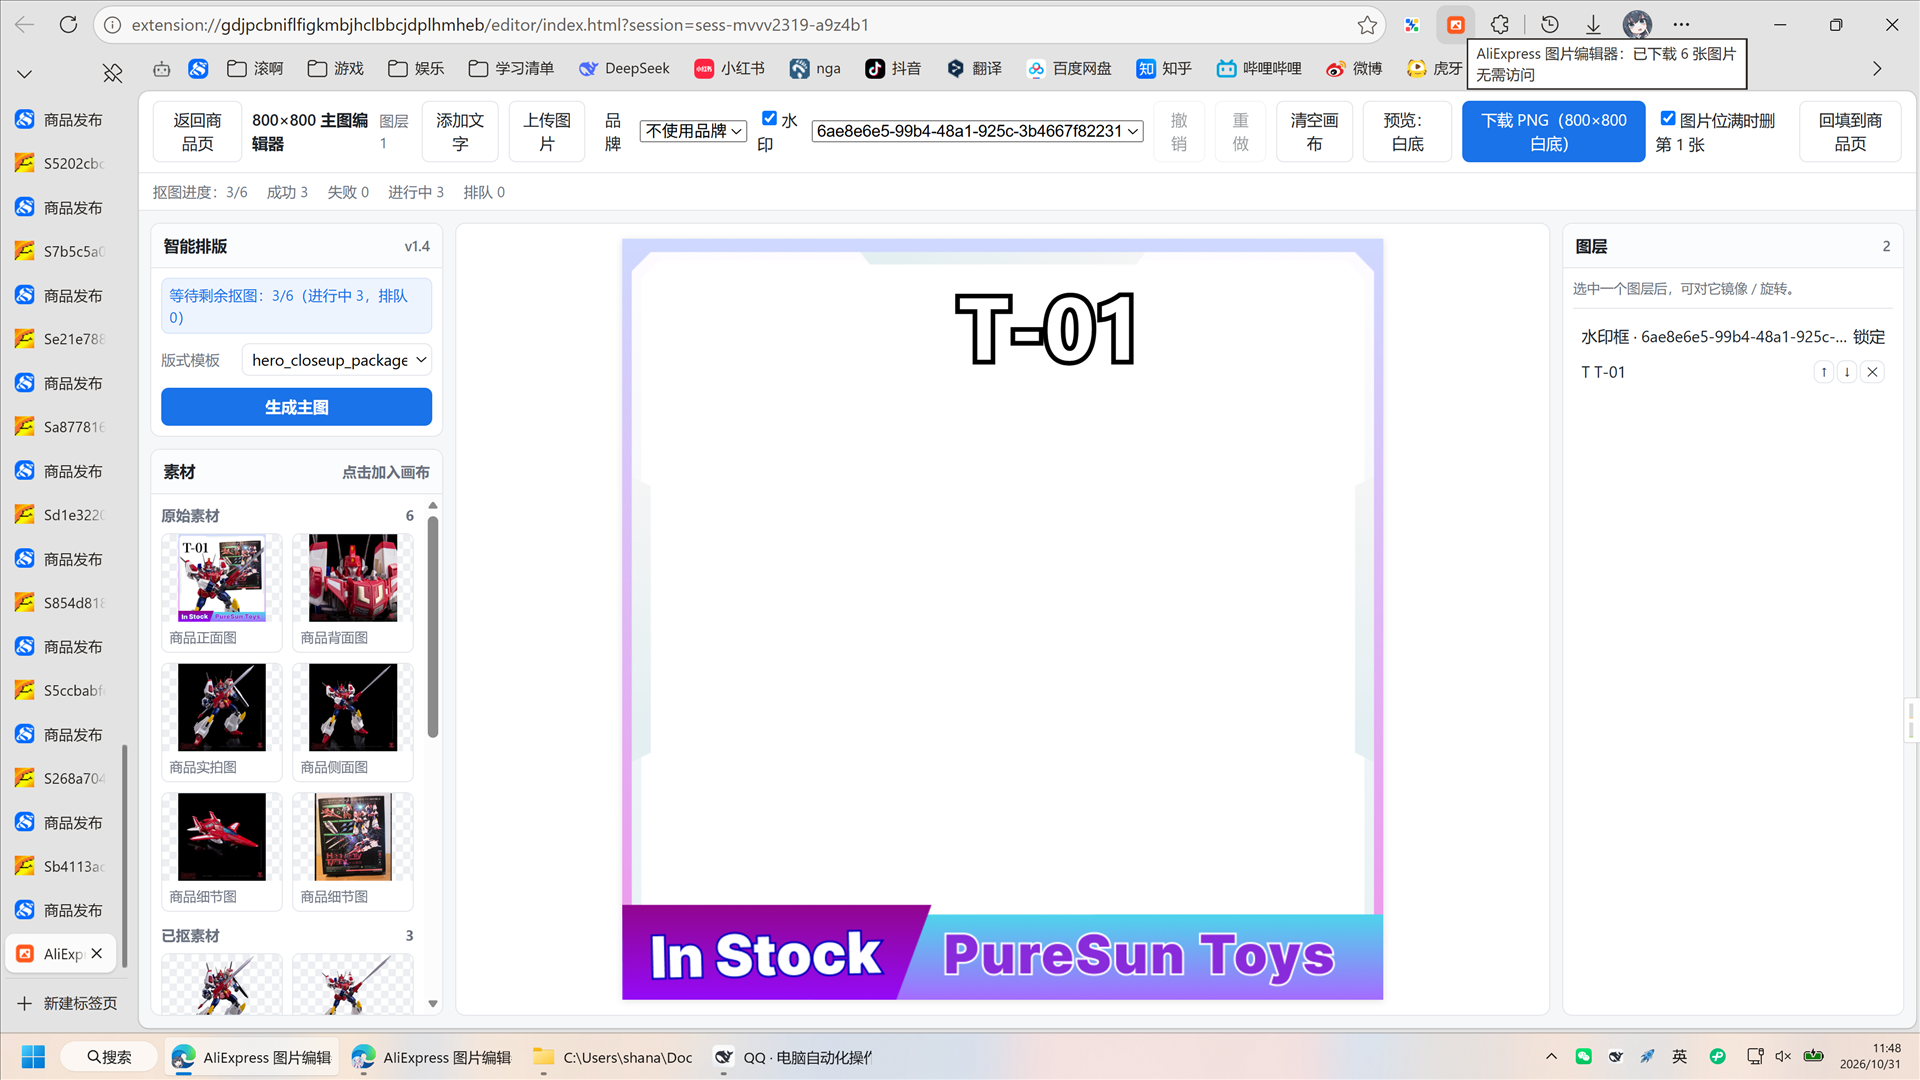 extension://gdjpcbniflfigkmbjhclbbcjdplhmheb/editor/index.html?session=sess-mvvv2319-a9z4b1
AliExpress 图片编辑器：已下载 6 张图片
无需访问
滚啊
游戏
娱乐
学习清单
DeepSeek
小红书
nga
抖音
翻译
百度网盘
知乎
哔哩哔哩
微博
虎牙
商品发布
S5202cbc
商品发布
S7b5c5a0
商品发布
Se21e788
商品发布
Sa877816
商品发布
Sd1e3220
商品发布
S854d818
商品发布
S5ccbabf
商品发布
S268a704
商品发布
Sb4113ac
商品发布
AliExp
新建标签页
返回商品页
800×800 主图编辑器
图层 1
添加文字
上传图片
品牌
不使用品牌
水印
6ae8e6e5-99b4-48a1-925c-3b4667f82231
撤销
重做
清空画布
预览：白底
下载 PNG（800×800 白底）
图片位满时删第 1 张
回填到商品页
抠图进度：3/6 成功 3 失败 0 进行中 3 排队 0
智能排版 v1.4
等待剩余抠图：3/6（进行中 3，排队
0）
版式模板 hero_closeup_package
生成主图
素材 点击加入画布
原始素材 6
T-01
In Stock PureSun Toys
商品正面图 商品背面图
商品实拍图 商品侧面图
商品细节图 商品细节图
已抠素材 3
T-01
In Stock PureSun Toys
图层 2
选中一个图层后，可对它镜像 / 旋转。
水印框 · 6ae8e6e5-99b4-48a1-925c-... 锁定
T T-01 ↑ ↓ ✕
搜索
AliExpress 图片编辑
AliExpress 图片编辑
C:\Users\shana\Doc
QQ · 电脑自动化操作
英
11:48
2026/10/31